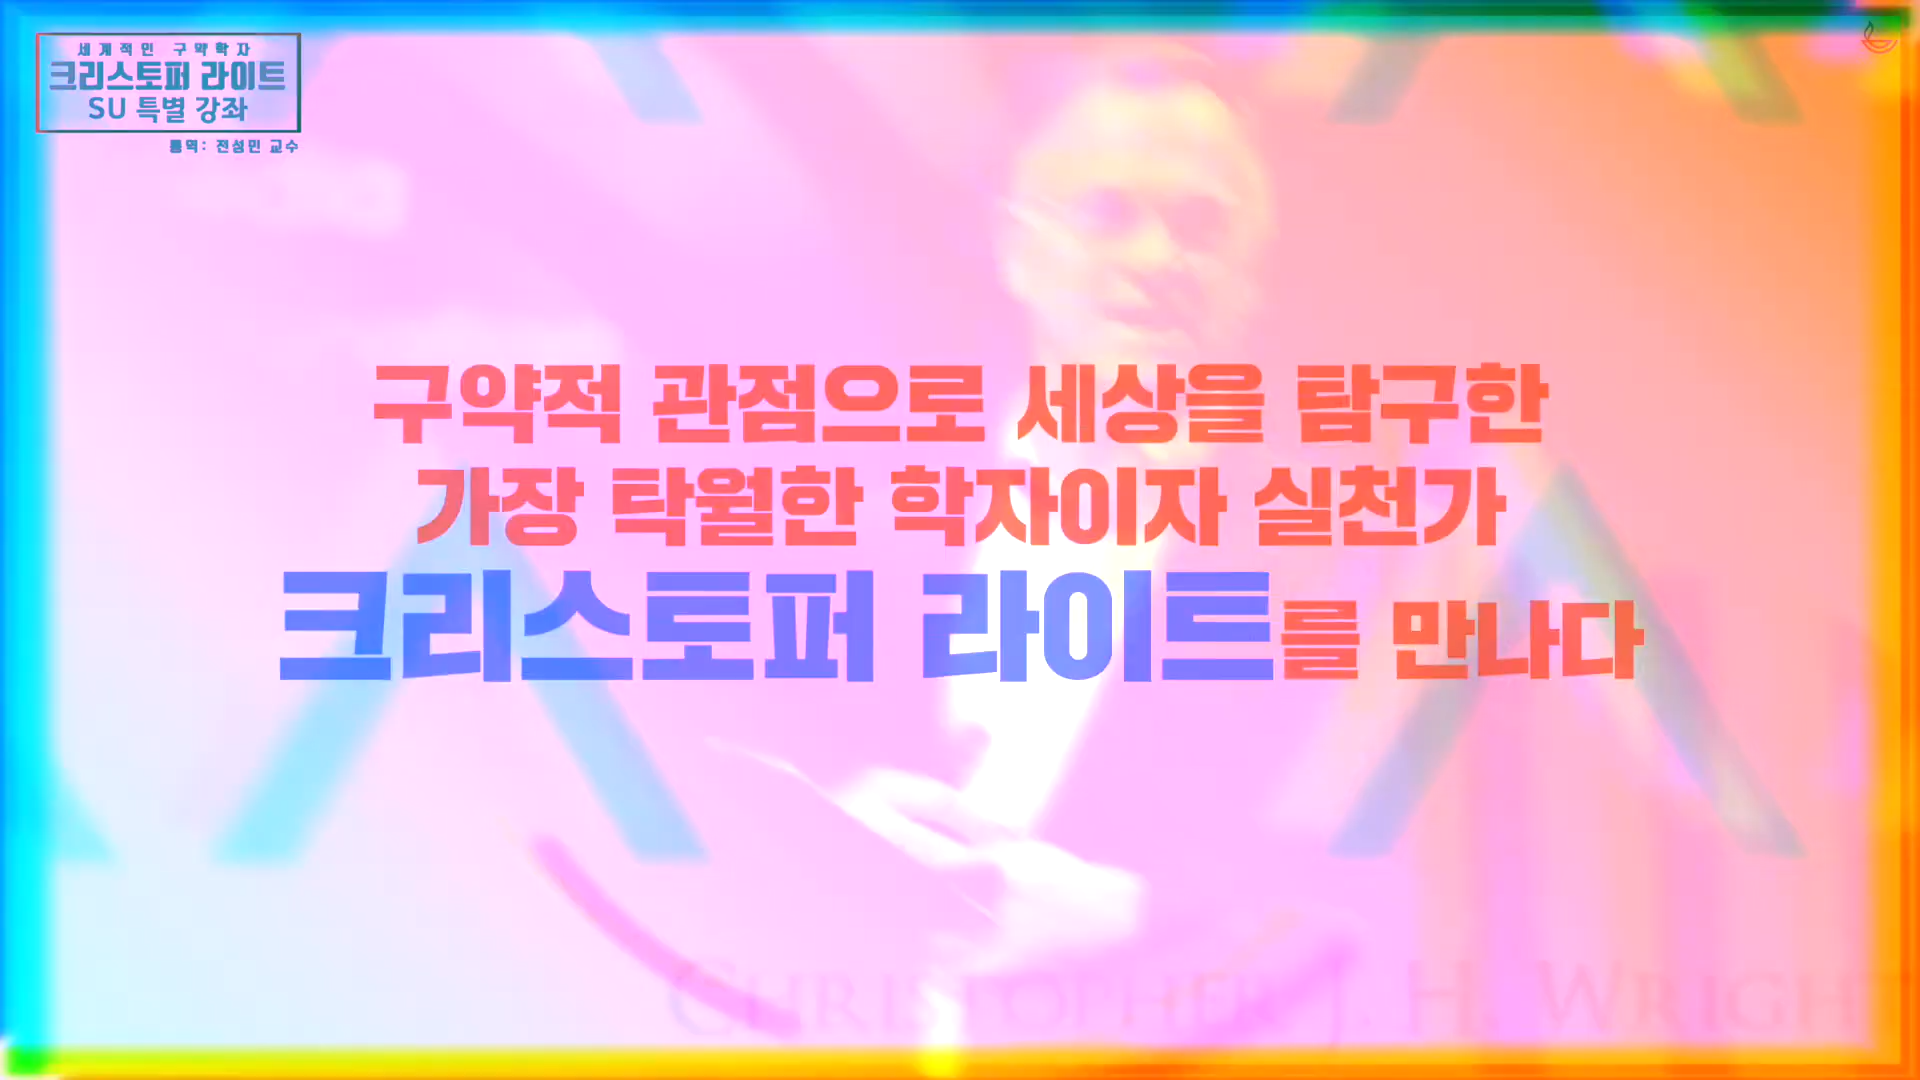 세계적인 구약학자
크리스토퍼 라이트
SU 특별 강좌
통역: 전성민 교수
구약적 관점으로 세상을 탐구한
가장 탁월한 학자이자 실천가
크리스토퍼 라이트를 만나다
CHRISTOPHER J. H. WRIGHT